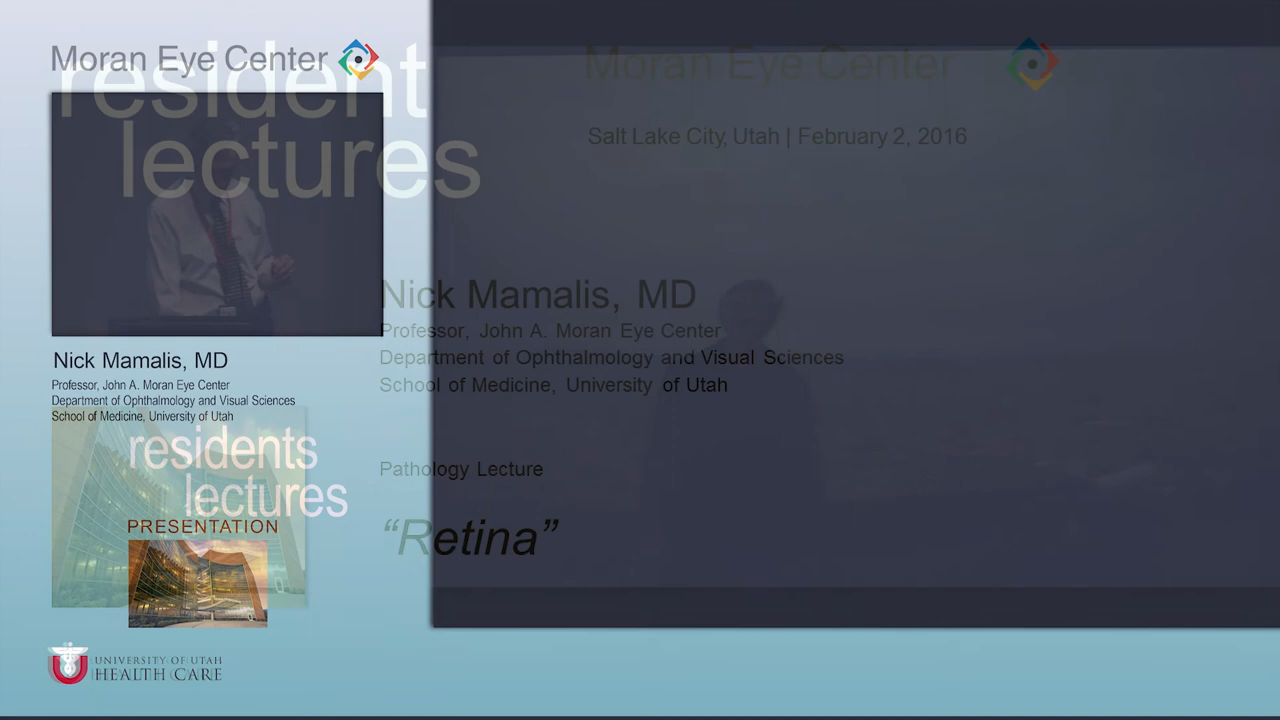 Moran Eye Center
resident
lectures
Moran Eye Center
Salt Lake City, Utah | February 2, 2016
Nick Mamalis, MD
Professor, John A. Moran Eye Center
Department of Ophthalmology and Visual Sciences
School of Medicine, University of Utah
Pathology Lecture
“Retina”
Nick Mamalis, MD
Professor, John A. Moran Eye Center
Department of Ophthalmology and Visual Sciences
School of Medicine, University of Utah
residents
lectures
PRESENTATION
UNIVERSITY OF UTAH
HEALTH CARE